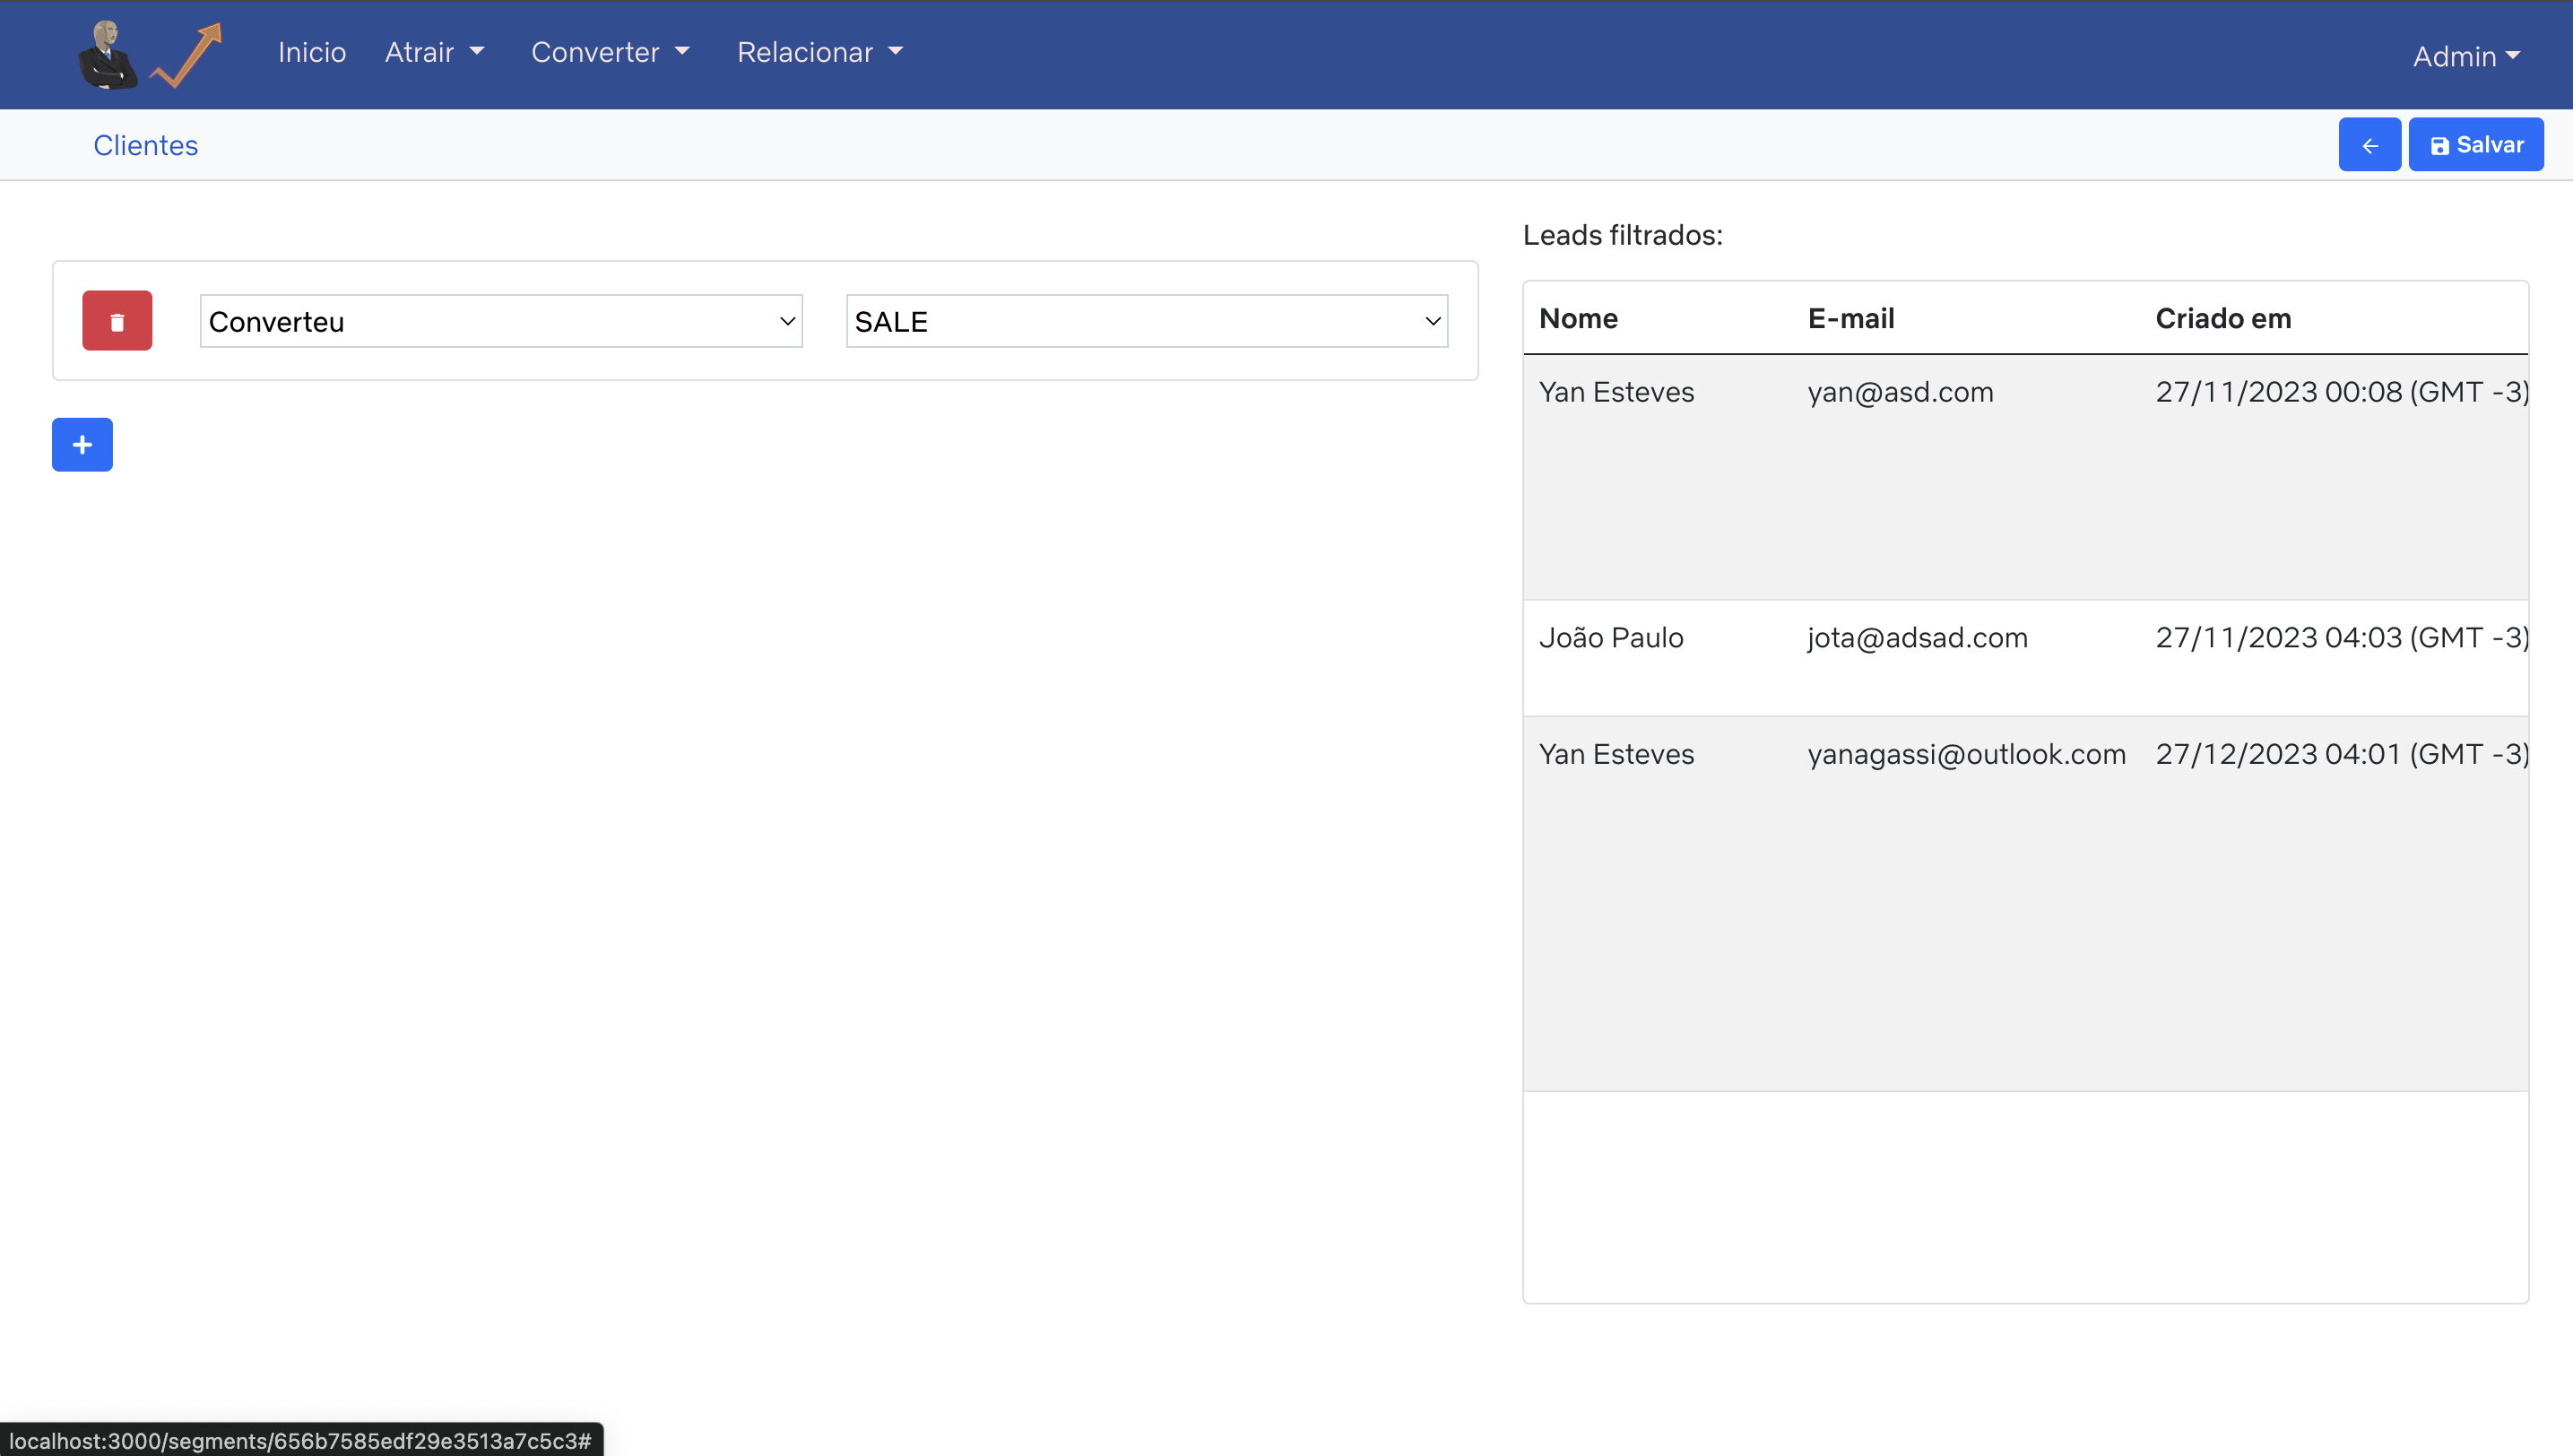 Inicio Atrair Converter Relacionar Admin
Clientes Salvar
Leads filtrados:
Converteu SALE
Nome E-mail Criado em
Yan Esteves yan@asd.com 27/11/2023 00:08 (GMT -3)
João Paulo jota@adsad.com 27/11/2023 04:03 (GMT -3)
Yan Esteves yanagassi@outlook.com 27/12/2023 04:01 (GMT -3)
localhost:3000/segments/656b7585edf29e3513a7c5c3#